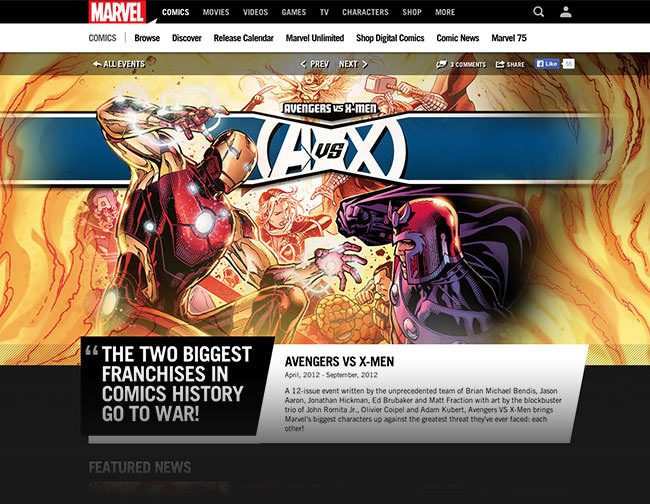 MARVEL COMICS MOVIES VIDEOS GAMES TV CHARACTERS SHOP MORE
COMICS Browse Discover Release Calendar Marvel Unlimited Shop Digital Comics Comic News Marvel 75
ALL EVENTS PREV NEXT 3 COMMENTS SHARE Like 55
AVENGERS VS X-MEN
A VS X
“ THE TWO BIGGEST
FRANCHISES IN
COMICS HISTORY
GO TO WAR!
AVENGERS VS X-MEN
April, 2012 - September, 2012
A 12-issue event written by the unprecedented team of Brian Michael Bendis, Jason
Aaron, Jonathan Hickman, Ed Brubaker and Matt Fraction with art by the blockbuster
trio of John Romita Jr., Olivier Coipel and Adam Kubert, Avengers VS X-Men brings
Marvel's biggest characters up against the greatest threat they've ever faced: each
other!
FEATURED NEWS